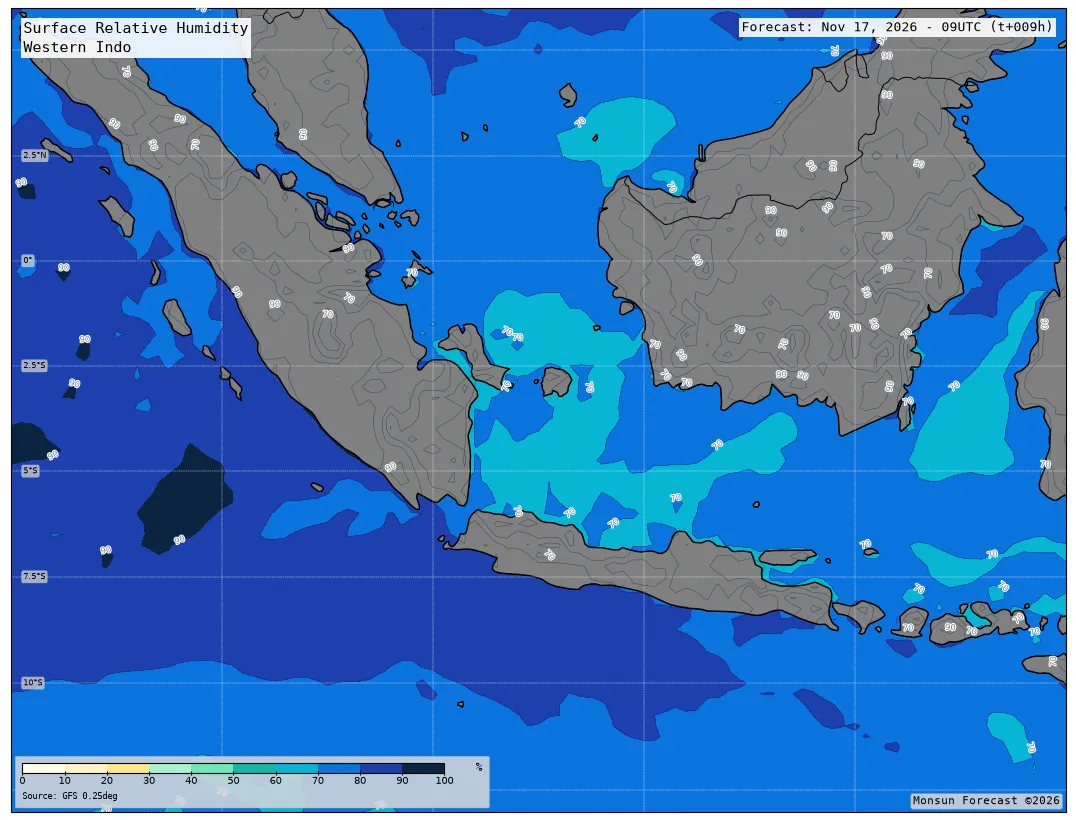 Surface Relative Humidity
Western Indo
Forecast: Nov 17, 2026 - 09UTC (t+009h)
2.5°N
0°
2.5°S
5°S
7.5°S
10°S
%
0 10 20 30 40 50 60 70 80 90 100
Source: GFS 0.25deg
Monsun Forecast ©2026